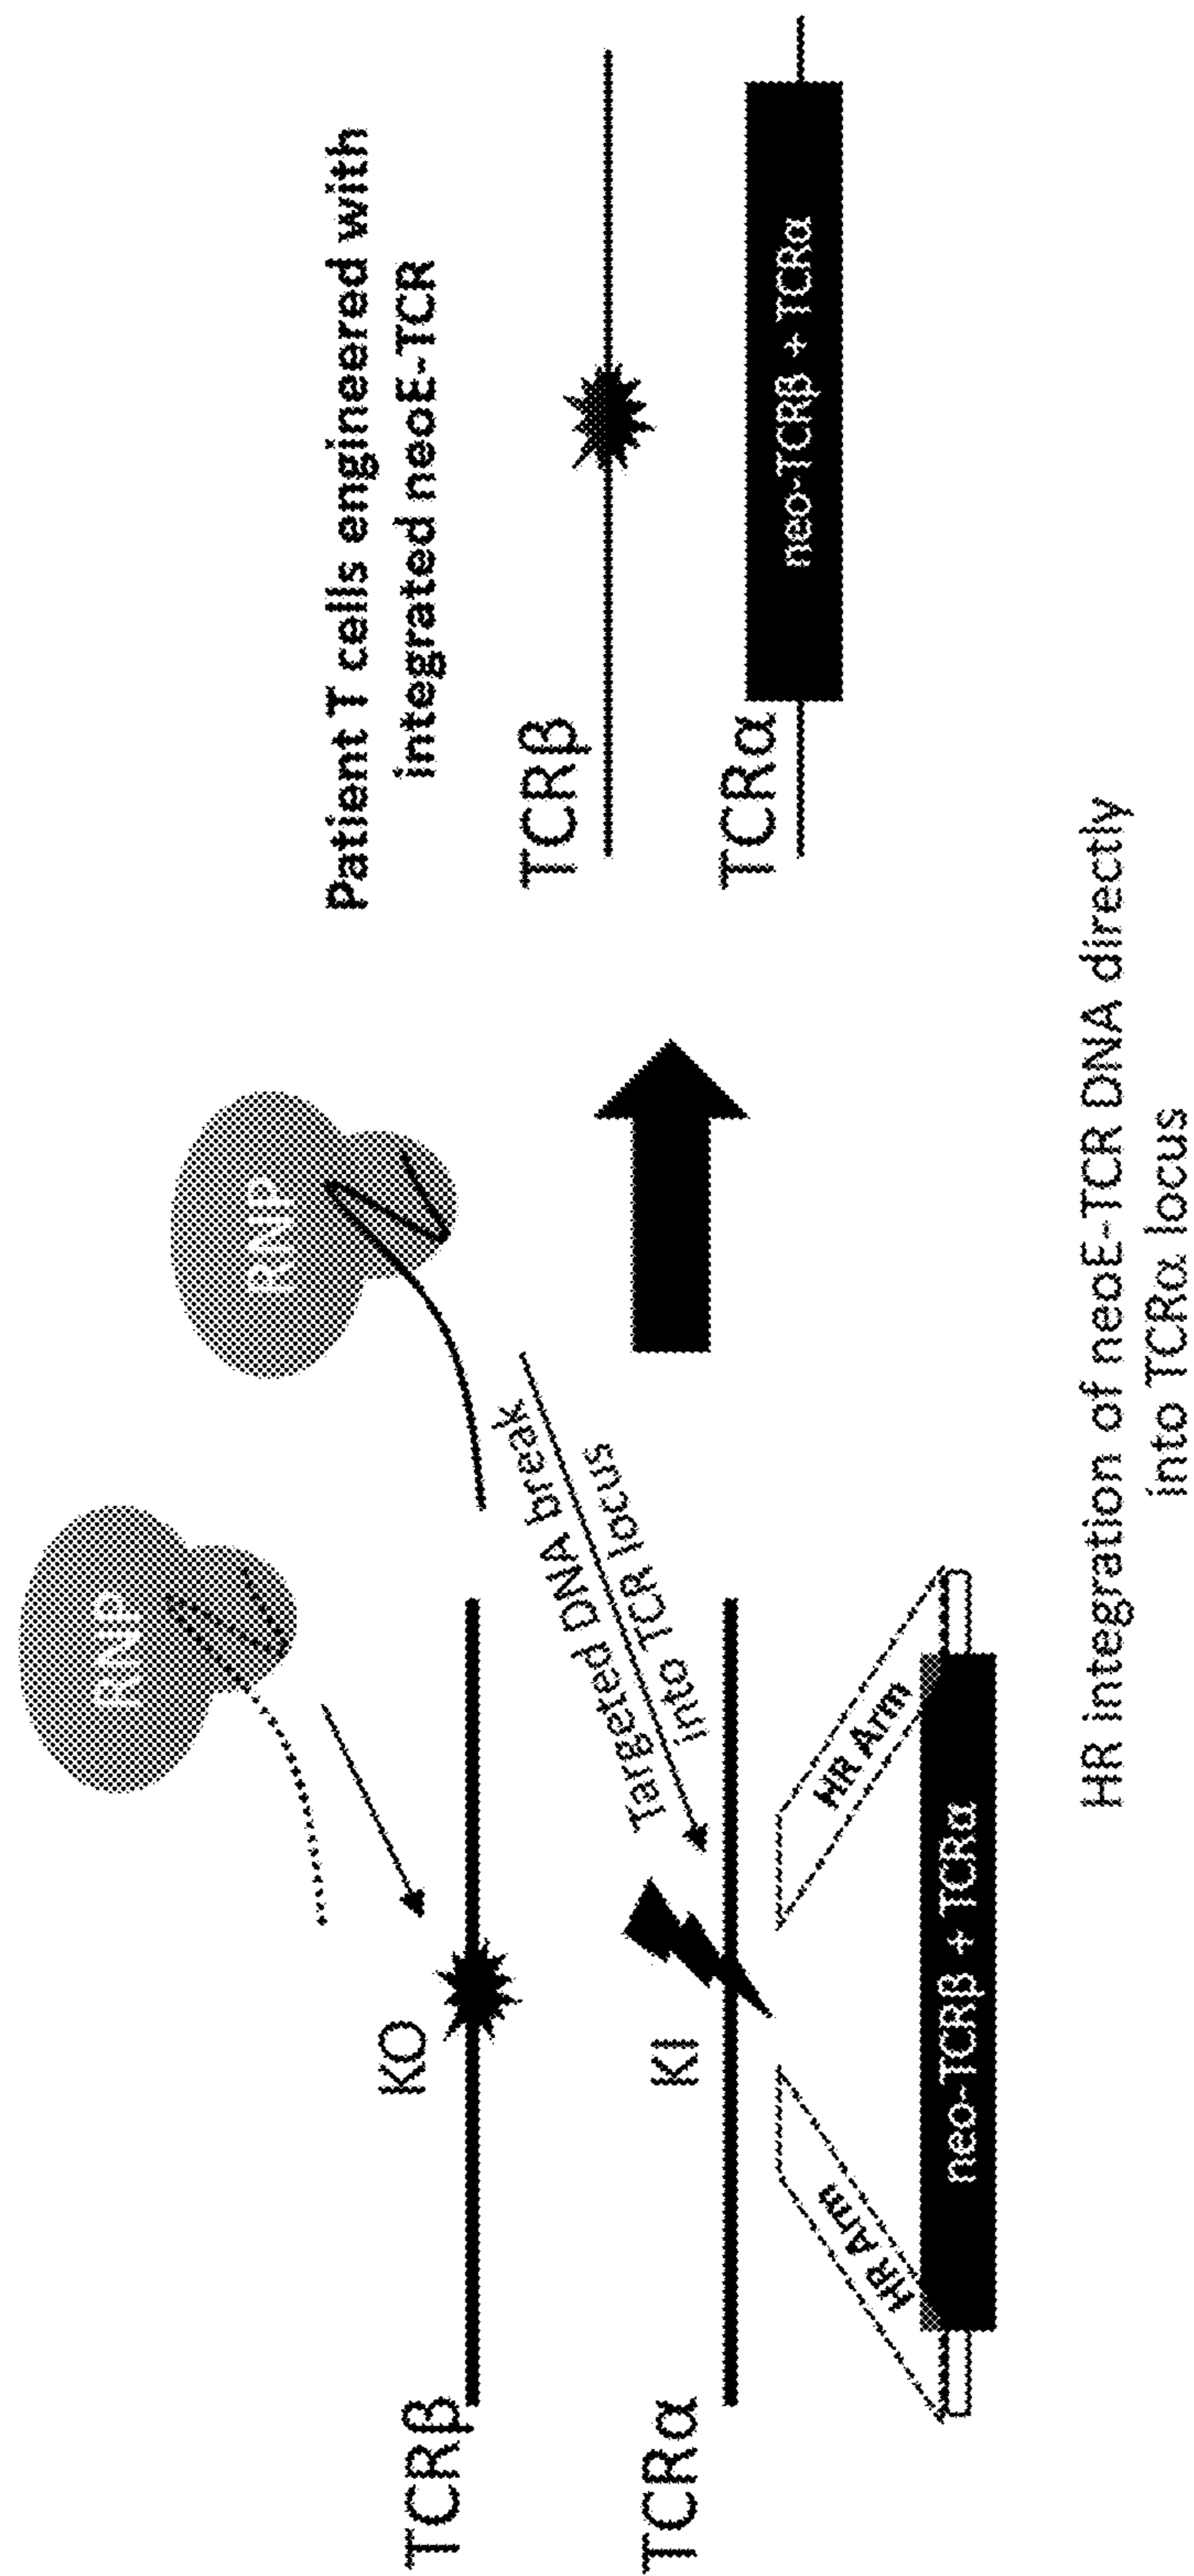 RNP
RNP
TCRβ
KO
Targeted DNA break
into TCR locus
TCRα
KI
HR Arm
HR Arm
neo-TCRβ + TCRα
HR integration of neoE-TCR DNA directly
into TCRα locus
Patient T cells engineered with
integrated neoE-TCR
TCRβ
TCRα
neo-TCRβ + TCRα